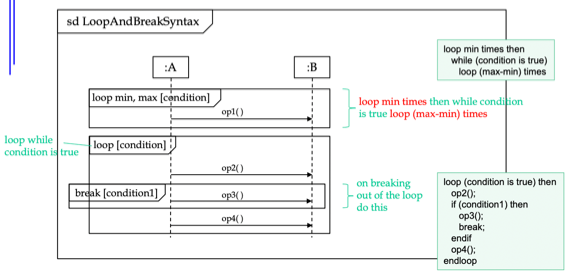 sd LoopAndBreakSyntax
loop min times then
while (condition is true)
loop (max-min) times
:A
:B
loop min, max [condition]
op1()
loop min times then while condition
is true loop (max-min) times
loop while
condition is true
loop [condition]
op2()
break [condition1]
op3()
on breaking
out of the loop
do this
op4()
loop (condition is true) then
op2();
if (condition1) then
op3();
break;
endif
op4();
endloop